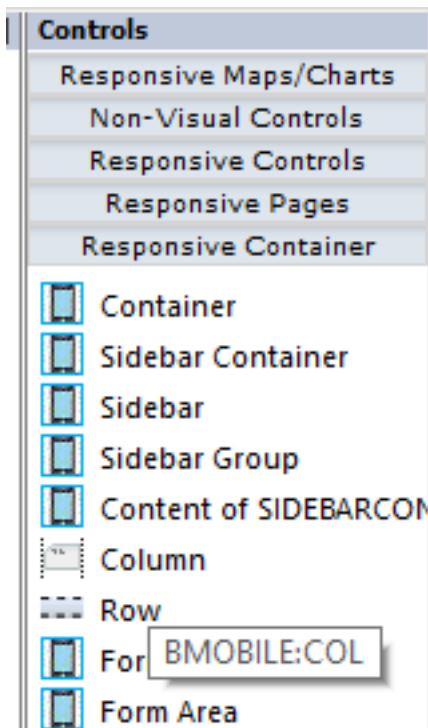 Controls
Responsive Maps/Charts
Non-Visual Controls
Responsive Controls
Responsive Pages
Responsive Container
Container
Sidebar Container
Sidebar
Sidebar Group
Content of SIDEBARCON
Column
Row
For
BMOBILE:COL
Form Area